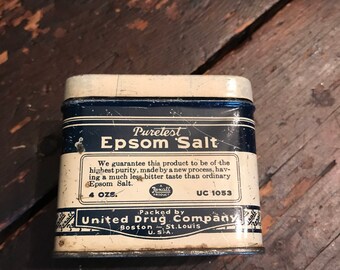 Puretest
Epsom Salt
We guarantee this product to be of the
highest purity, made by a new process, hav-
ing a much less bitter taste than ordinary
Epsom Salt.
4 OZS. Rexall UC 1053
Packed by
United Drug Company
Boston - St. Louis
U.S.A.